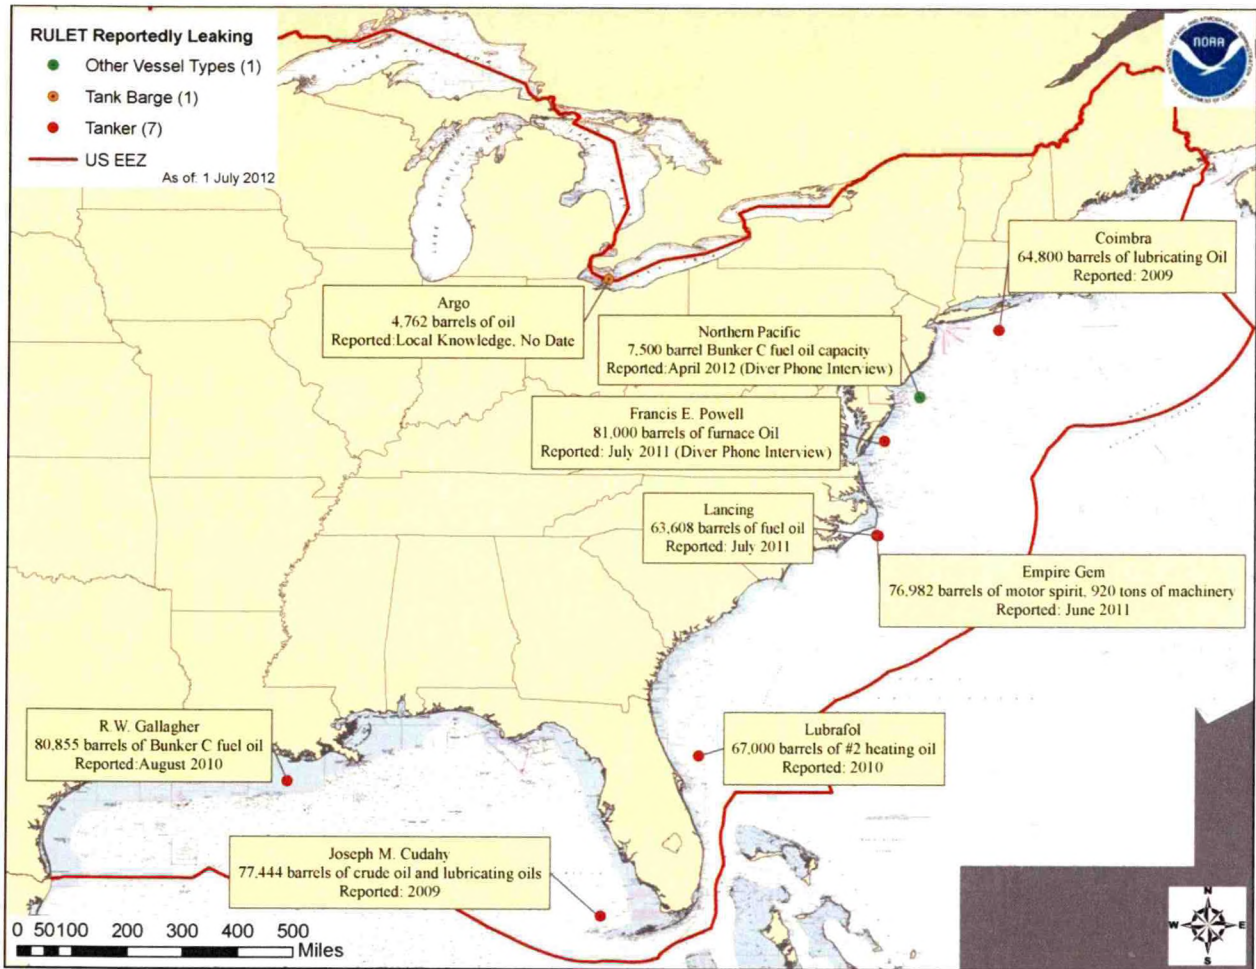 RULET Reportedly Leaking
Other Vessel Types (1)
Tank Barge (1)
Tanker (7)
US EEZ
As of: 1 July 2012
NOAA
Coimbra
64,800 barrels of lubricating Oil
Reported: 2009
Argo
4,762 barrels of oil
Reported:Local Knowledge, No Date
Northern Pacific
7,500 barrel Bunker C fuel oil capacity
Reported:April 2012 (Diver Phone Interview)
Francis E. Powell
81,000 barrels of furnace Oil
Reported: July 2011 (Diver Phone Interview)
Lancing
63,608 barrels of fuel oil
Reported: July 2011
Empire Gem
76,982 barrels of motor spirit, 920 tons of machinery
Reported: June 2011
R.W. Gallagher
80,855 barrels of Bunker C fuel oil
Reported:August 2010
Lubrafol
67,000 barrels of #2 heating oil
Reported: 2010
Joseph M. Cudahy
77,444 barrels of crude oil and lubricating oils
Reported: 2009
0 50 100 200 300 400 500
Miles
N
W E
S